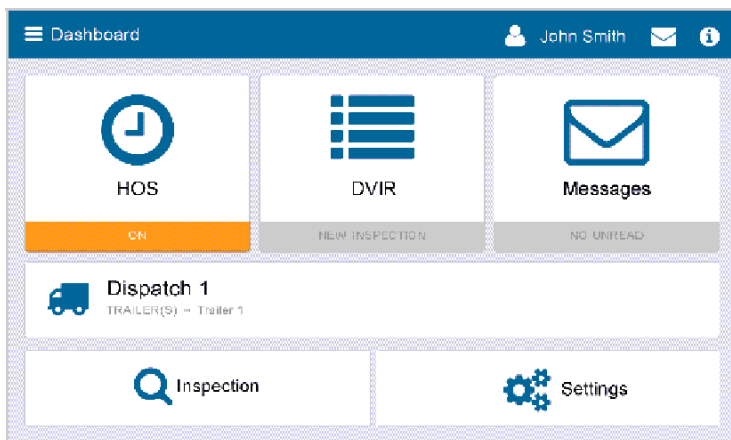 Dashboard
John Smith
HOS
DVIR
Messages
ON
NEW INSPECTION
NO UNREAD
Dispatch 1
TRAILER(S) - Trailer 1
Inspection
Settings